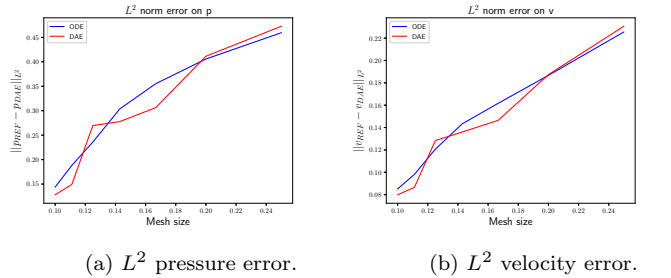 L² norm error on p
ODE
DAE
||p_REF − p_DAE||_L²
0.45
0.40
0.35
0.30
0.25
0.20
0.15
0.10 0.12 0.14 0.16 0.18 0.20 0.22 0.24
Mesh size
(a) L² pressure error.
L² norm error on v
ODE
DAE
||v_REF − v_DAE||_L²
0.22
0.20
0.18
0.16
0.14
0.12
0.10
0.08
0.10 0.12 0.14 0.16 0.18 0.20 0.22 0.24
Mesh size
(b) L² velocity error.